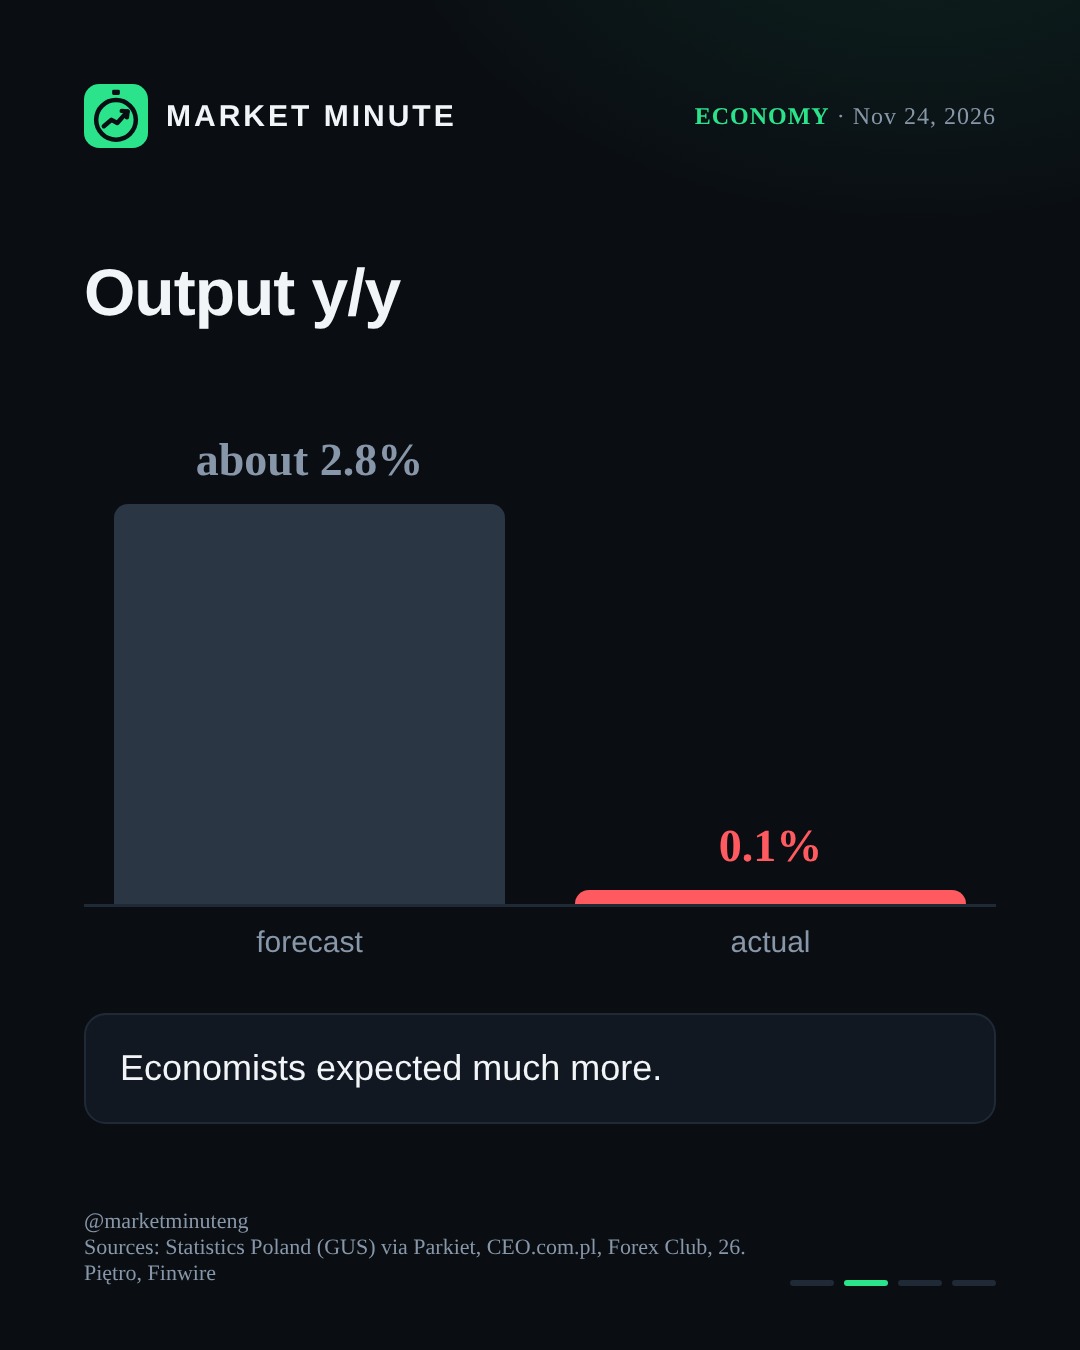 MARKET MINUTE
ECONOMY · Nov 24, 2026
Output y/y
about 2.8%
0.1%
forecast
actual
Economists expected much more.
@marketminuteng
Sources: Statistics Poland (GUS) via Parkiet, CEO.com.pl, Forex Club, 26.
Piętro, Finwire